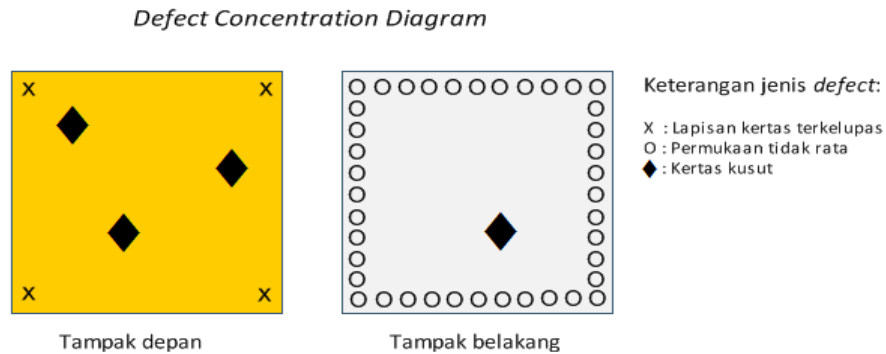 Defect Concentration Diagram
X X
X X
O O O O O O O O O O O
O O
O O
O O
O O
O O
O O
O O
O O
O O
O O O O O O O O O O O
Tampak depan
Tampak belakang
Keterangan jenis defect:
X : Lapisan kertas terkelupas
O : Permukaan tidak rata
◆ : Kertas kusut